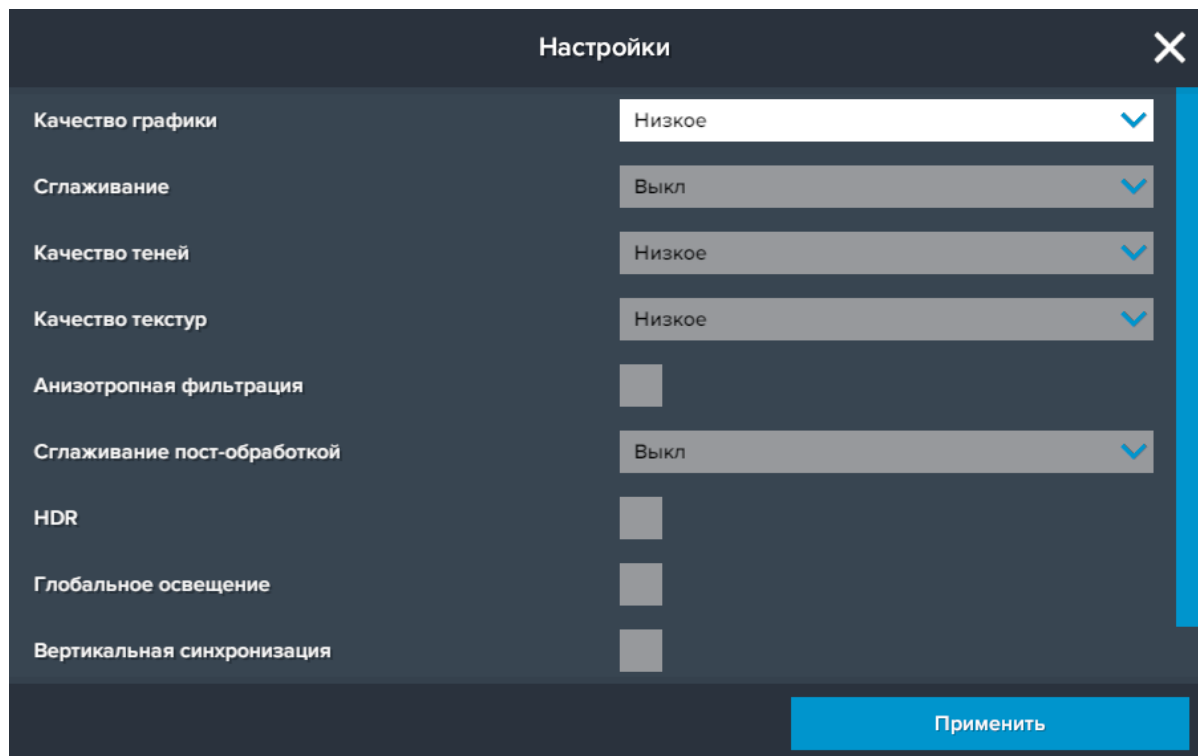 Настройки
Качество графики Низкое
Сглаживание Выкл
Качество теней Низкое
Качество текстур Низкое
Анизотропная фильтрация
Сглаживание пост-обработкой Выкл
HDR
Глобальное освещение
Вертикальная синхронизация
Применить